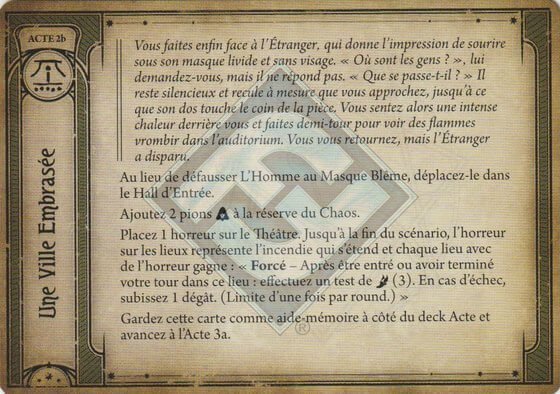 ACTE 2b
Une Ville Embrasée
Vous faites enfin face à l'Étranger, qui donne l'impression de sourire
sous son masque livide et sans visage. « Où sont les gens ? », lui
demandez-vous, mais il ne répond pas. « Que se passe-t-il ? » Il
reste silencieux et recule à mesure que vous approchez, jusqu'à ce
que son dos touche le coin de la pièce. Vous sentez alors une intense
chaleur derrière vous et faites demi-tour pour voir des flammes
vrombir dans l'auditorium. Vous vous retournez, mais l'Étranger
a disparu.
Au lieu de défausser L'Homme au Masque Blême, déplacez-le dans
le Hall d'Entrée.
Ajoutez 2 pions à la réserve du Chaos.
Placez 1 horreur sur le Théâtre. Jusqu'à la fin du scénario, l'horreur
sur les lieux représente l'incendie qui s'étend et chaque lieu avec
de l'horreur gagne : « Forcé – Après être entré ou avoir terminé
votre tour dans ce lieu : effectuez un test de (3). En cas d'échec,
subissez 1 dégât. (Limite d'une fois par round.) »
Gardez cette carte comme aide-mémoire à côté du deck Acte et
avancez à l'Acte 3a.
®